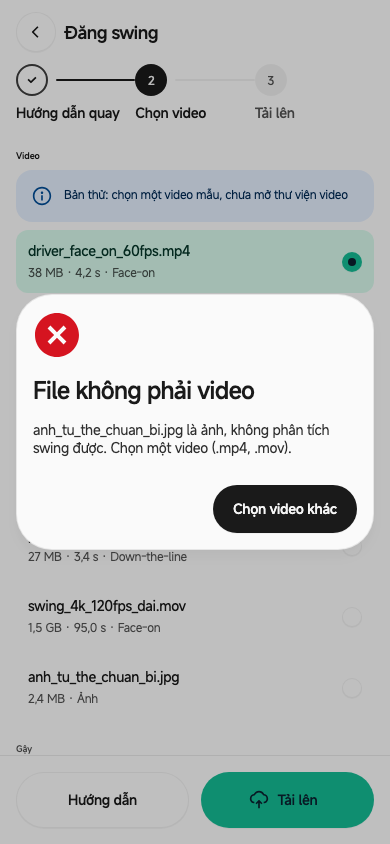 Đăng swing
2
3
Hướng dẫn quay
Chọn video
Tải lên
Video
Bản thử: chọn một video mẫu, chưa mở thư viện video
driver_face_on_60fps.mp4
38 MB · 4,2 s · Face-on
File không phải video
anh_tu_the_chuan_bi.jpg là ảnh, không phân tích
swing được. Chọn một video (.mp4, .mov).
Chọn video khác
27 MB · 3,4 s · Down-the-line
swing_4k_120fps_dai.mov
1,5 GB · 95,0 s · Face-on
anh_tu_the_chuan_bi.jpg
2,4 MB · Ảnh
Gậy
Hướng dẫn
Tải lên